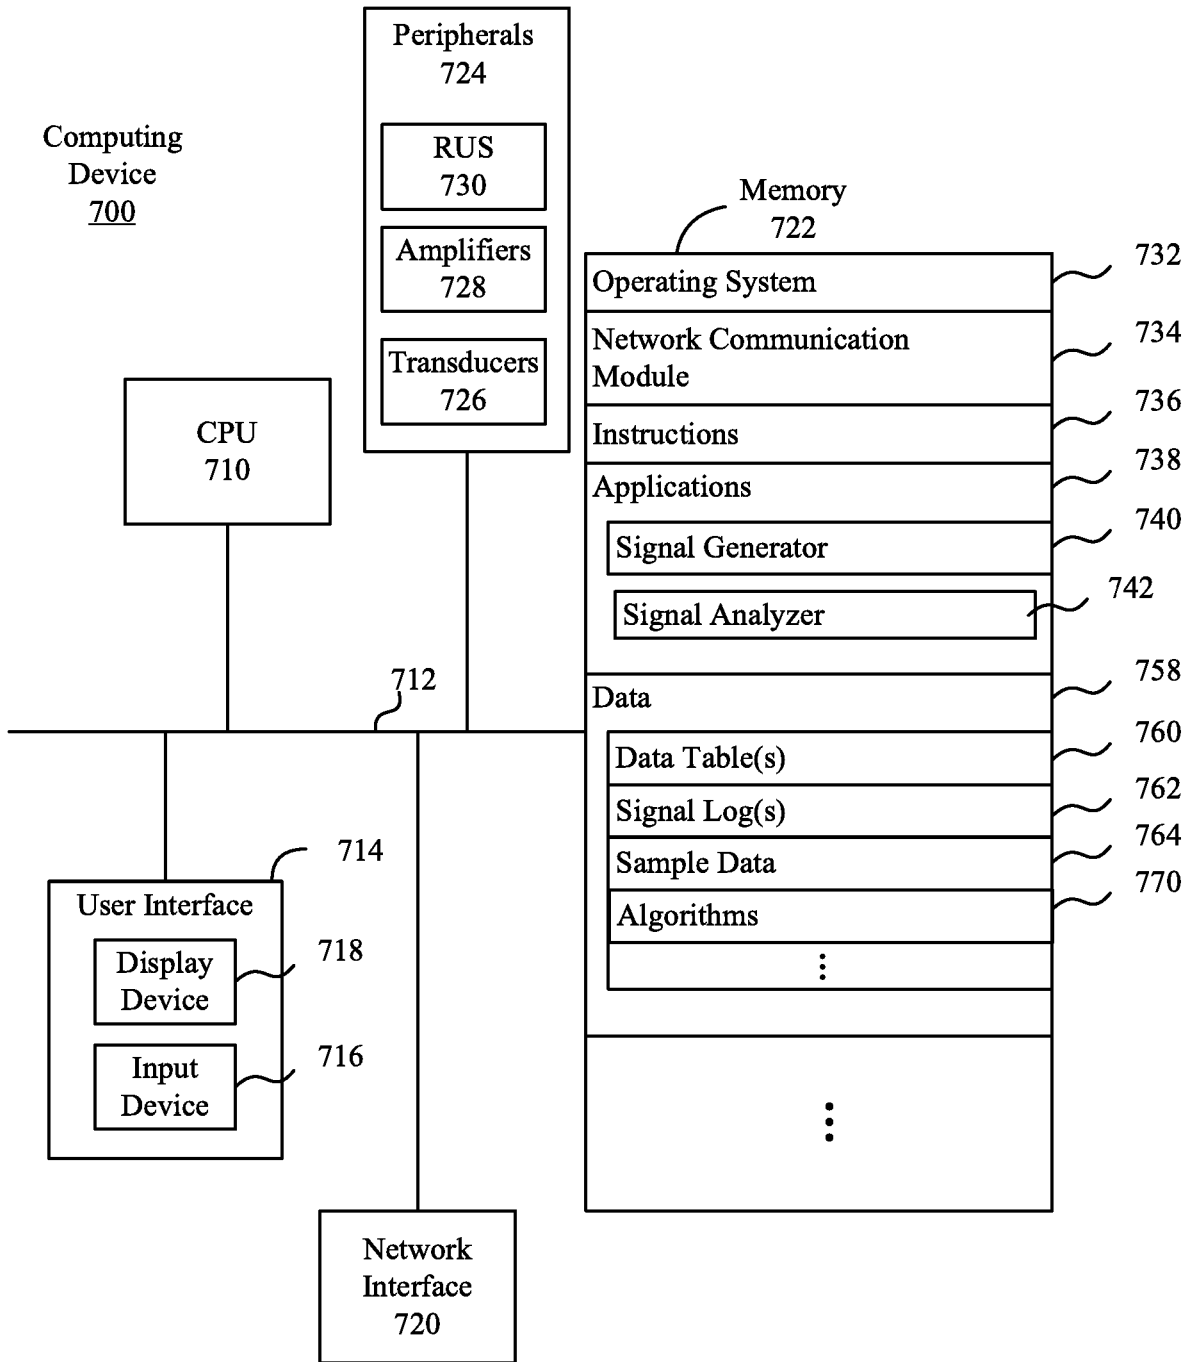 Peripherals
724
Computing
Device
700
RUS
730
Amplifiers
728
Transducers
726
CPU
710
Memory
722
Operating System
732
Network Communication
Module
734
Instructions
736
Applications
738
Signal Generator
740
Signal Analyzer
742
712
Data
758
Data Table(s)
760
Signal Log(s)
762
Sample Data
764
Algorithms
770
714
User Interface
Display
Device
718
Input
Device
716
Network
Interface
720